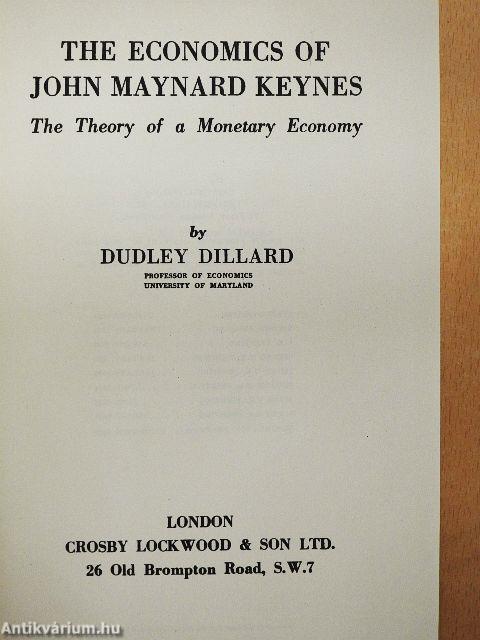 THE ECONOMICS OF
JOHN MAYNARD KEYNES
The Theory of a Monetary Economy
by
DUDLEY DILLARD
PROFESSOR OF ECONOMICS
UNIVERSITY OF MARYLAND
LONDON
CROSBY LOCKWOOD & SON LTD.
26 Old Brompton Road, S.W.7
Antikvárium.hu